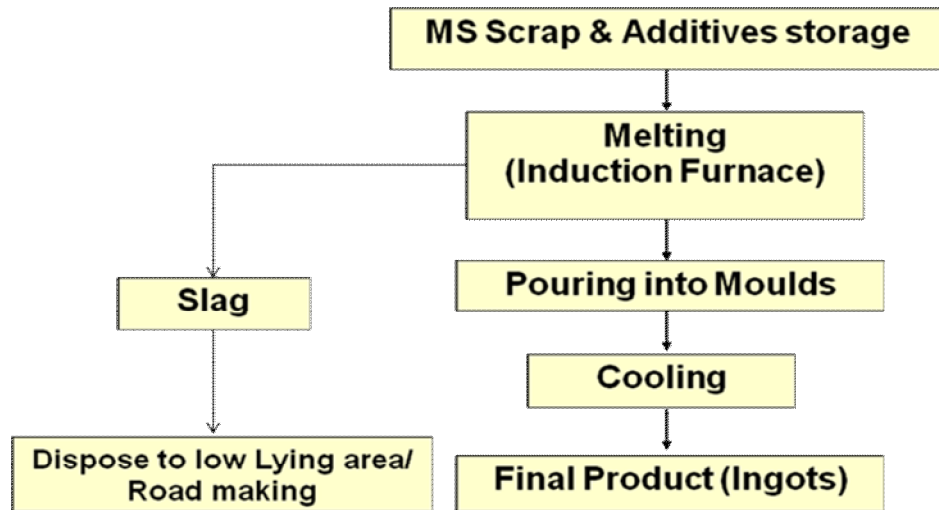 MS Scrap & Additives storage
Melting
(Induction Furnace)
Pouring into Moulds
Slag
Cooling
Dispose to low Lying area/
Road making
Final Product (Ingots)